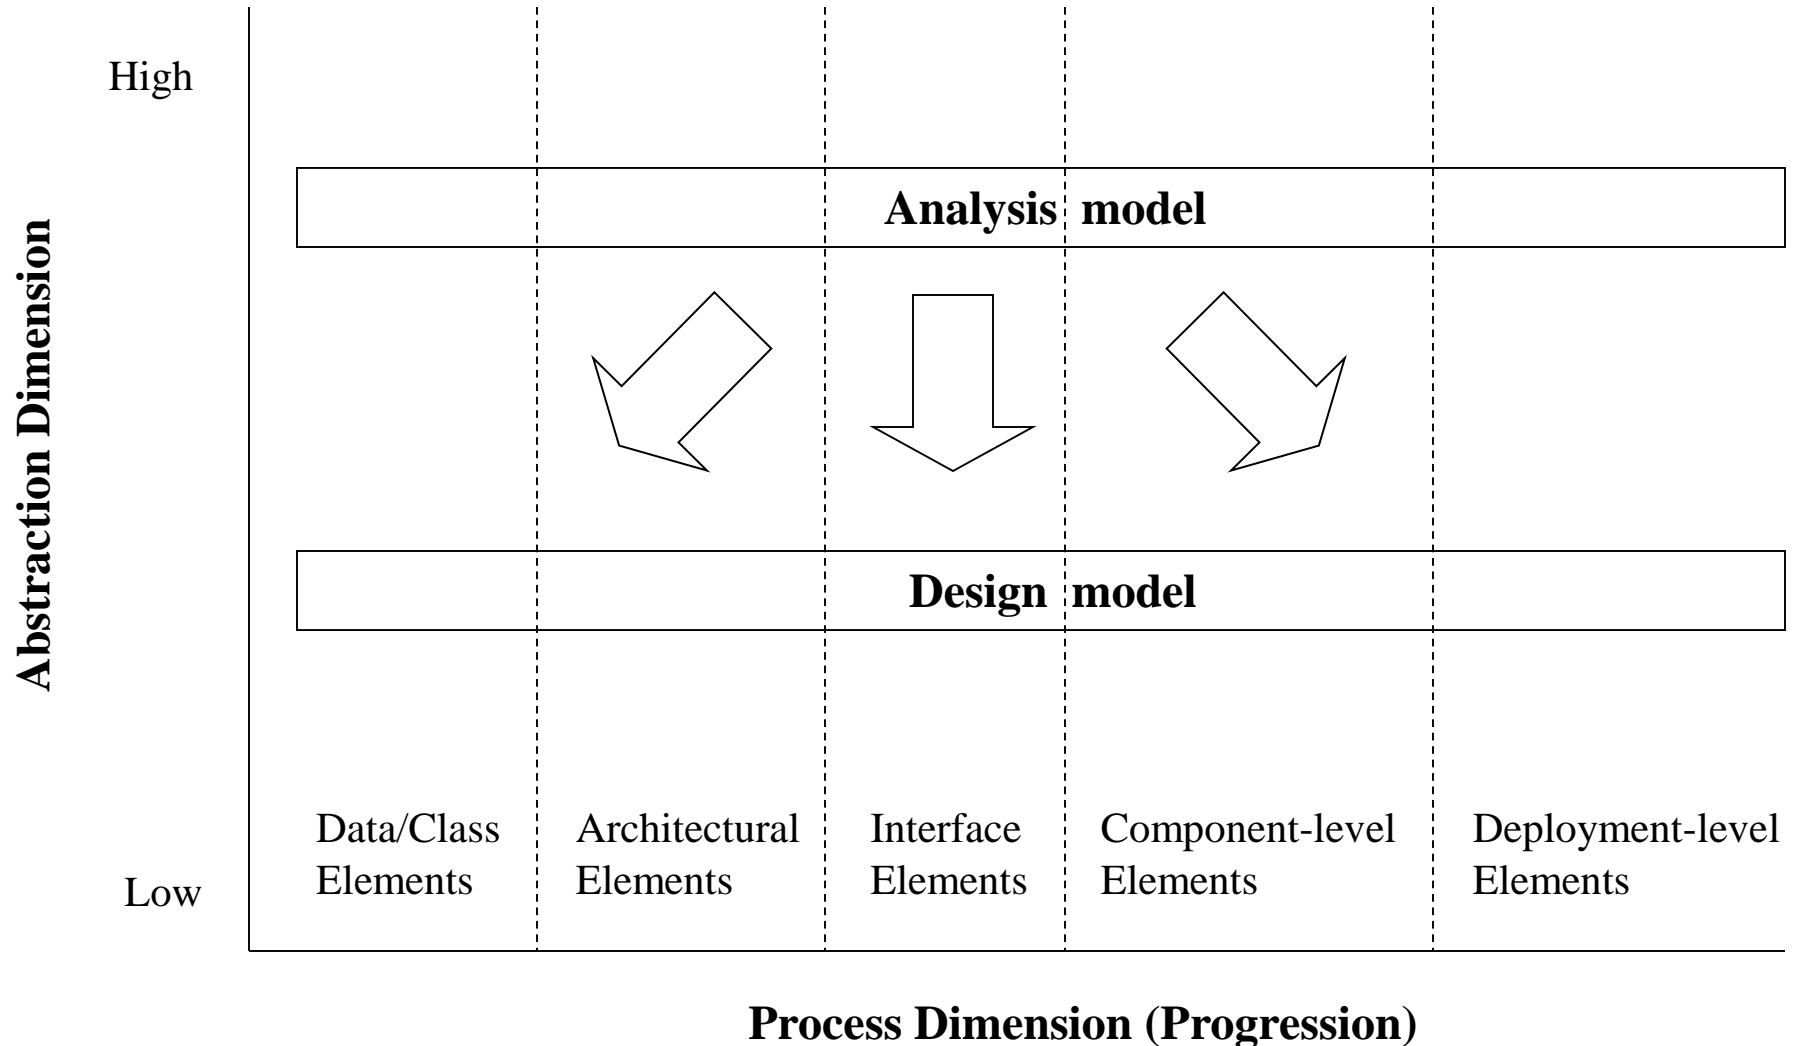 High
Analysis model
Abstraction Dimension
Design model
Data/Class
Elements
Architectural
Elements
Interface
Elements
Component-level
Elements
Deployment-level
Elements
Low
Process Dimension (Progression)